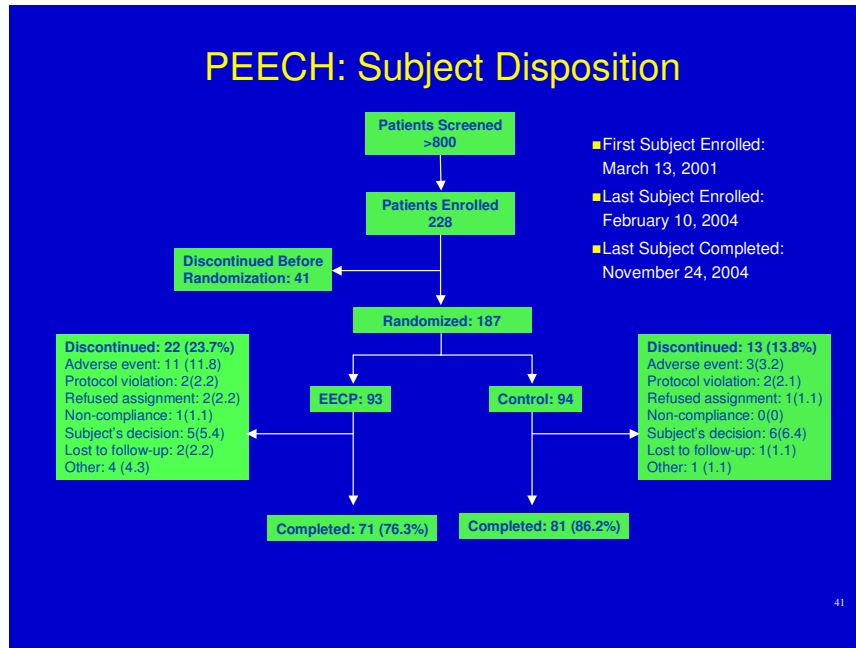 PEECH: Subject Disposition
Patients Screened
>800
■First Subject Enrolled:
March 13, 2001
■Last Subject Enrolled:
February 10, 2004
■Last Subject Completed:
November 24, 2004
Patients Enrolled
228
Discontinued Before
Randomization: 41
Randomized: 187
Discontinued: 22 (23.7%)
Adverse event: 11 (11.8)
Protocol violation: 2(2.2)
Refused assignment: 2(2.2)
Non-compliance: 1(1.1)
Subject's decision: 5(5.4)
Lost to follow-up: 2(2.2)
Other: 4 (4.3)
EECP: 93
Control: 94
Discontinued: 13 (13.8%)
Adverse event: 3(3.2)
Protocol violation: 2(2.1)
Refused assignment: 1(1.1)
Non-compliance: 0(0)
Subject's decision: 6(6.4)
Lost to follow-up: 1(1.1)
Other: 1 (1.1)
Completed: 71 (76.3%)
Completed: 81 (86.2%)
41